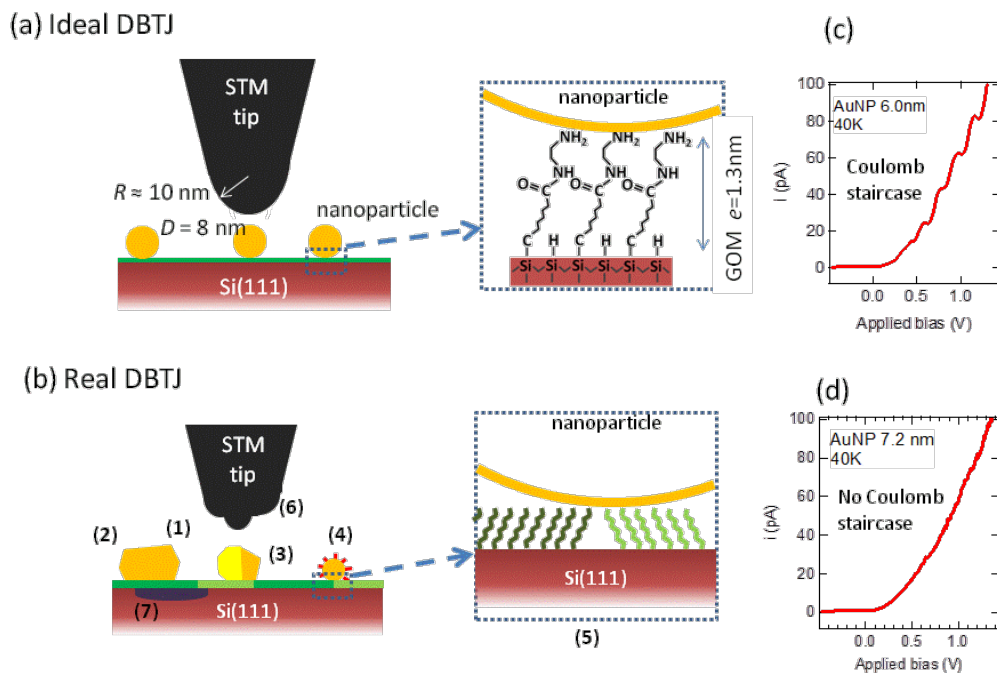 (a) Ideal DBTJ
STM
tip
R ≈ 10 nm
D = 8 nm
nanoparticle
Si(111)
nanoparticle
NH2 NH2 NH2
NH NH NH
O O O
C C C
H H H
Si Si Si Si Si Si
GOM e=1.3nm
(c)
100
80
60
40
20
0
i (pA)
AuNP 6.0nm
40K
Coulomb
staircase
0.0 0.5 1.0
Applied bias (V)
(b) Real DBTJ
STM
tip
(6)
(2)
(1)
(3)
(4)
(7)
Si(111)
nanoparticle
Si(111)
(5)
(d)
100
80
60
40
20
0
i (pA)
AuNP 7.2 nm
40K
No Coulomb
staircase
0.0 0.5 1.0
Applied bias (V)